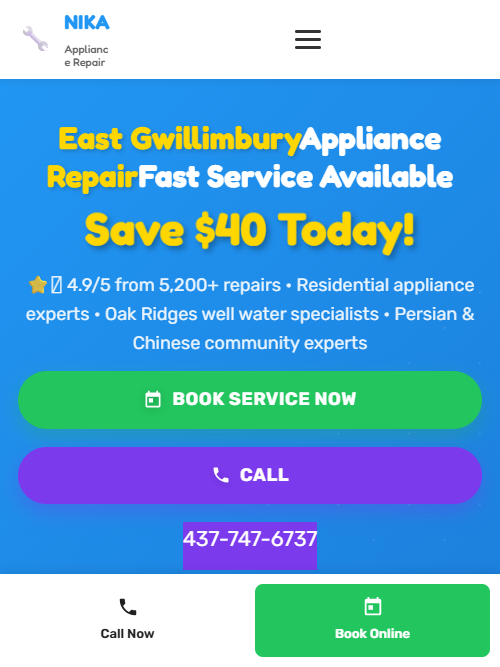 NIKA
Applianc
e Repair
East GwillimburyAppliance
RepairFast Service Available
Save $40 Today!
⭐ 4.9/5 from 5,200+ repairs • Residential appliance
experts • Oak Ridges well water specialists • Persian &
Chinese community experts
BOOK SERVICE NOW
CALL
437-747-6737
Call Now
Book Online